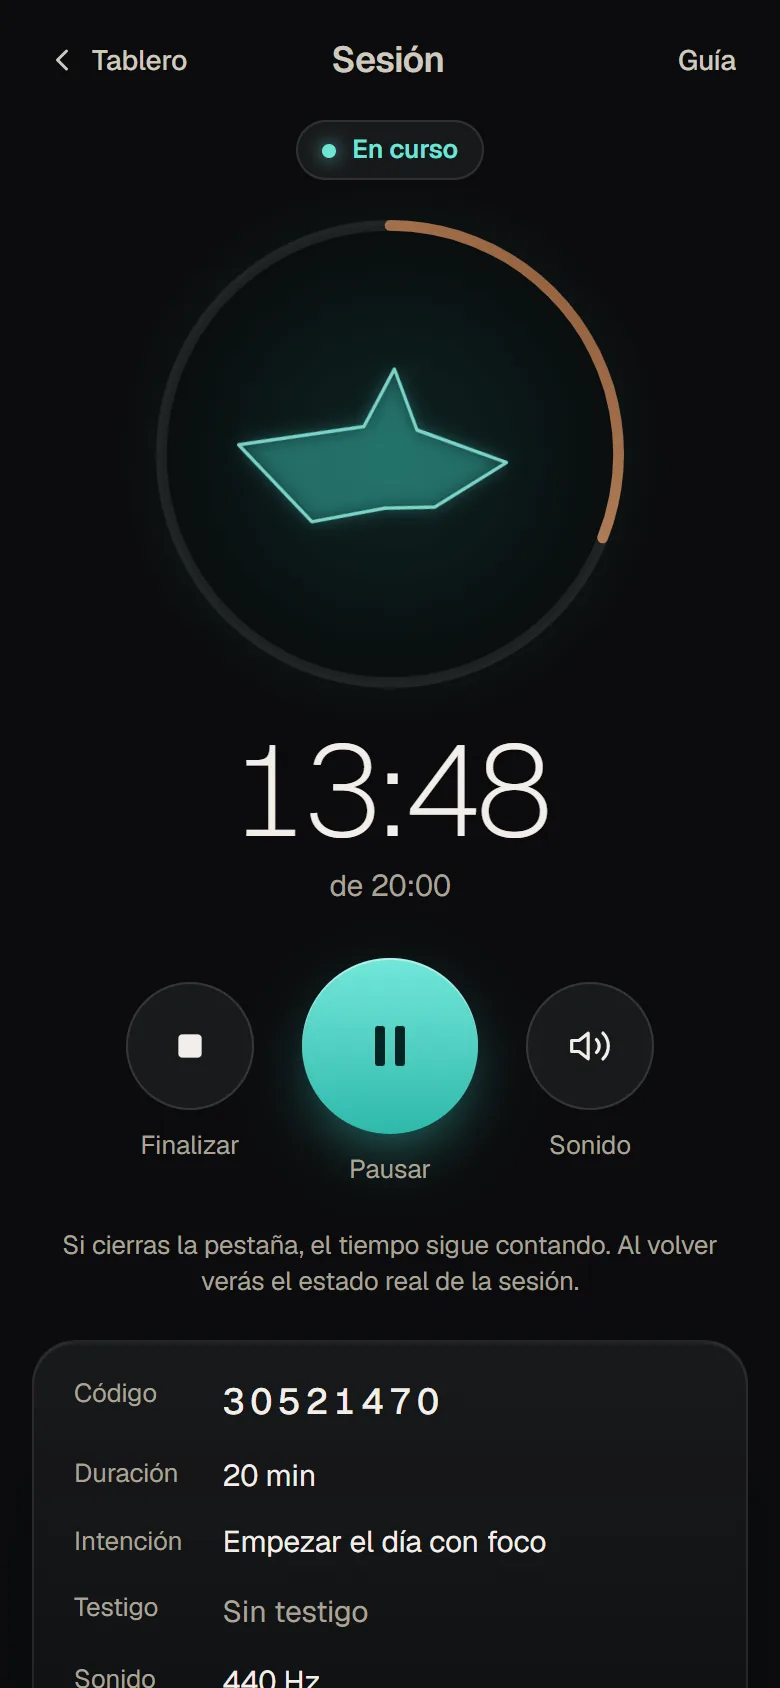 Tablero
Sesión
Guía
En curso
13:48
de 20:00
Finalizar
Pausar
Sonido
Si cierras la pestaña, el tiempo sigue contando. Al volver
verás el estado real de la sesión.
Código 30521470
Duración 20 min
Intención Empezar el día con foco
Testigo Sin testigo
Sonido 440 Hz